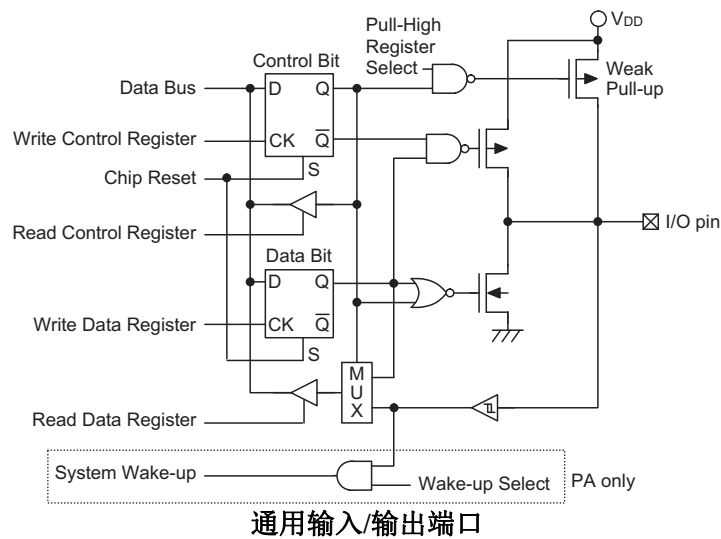 VDD
Pull-High
Register
Select
Weak
Pull-up
Control Bit
Data Bus
D
Q
Write Control Register
CK
Q
Chip Reset
S
Read Control Register
I/O pin
Data Bit
D
Q
Write Data Register
CK
Q
S
M
U
X
Read Data Register
System Wake-up
Wake-up Select
PA only
通用输入/输出端口